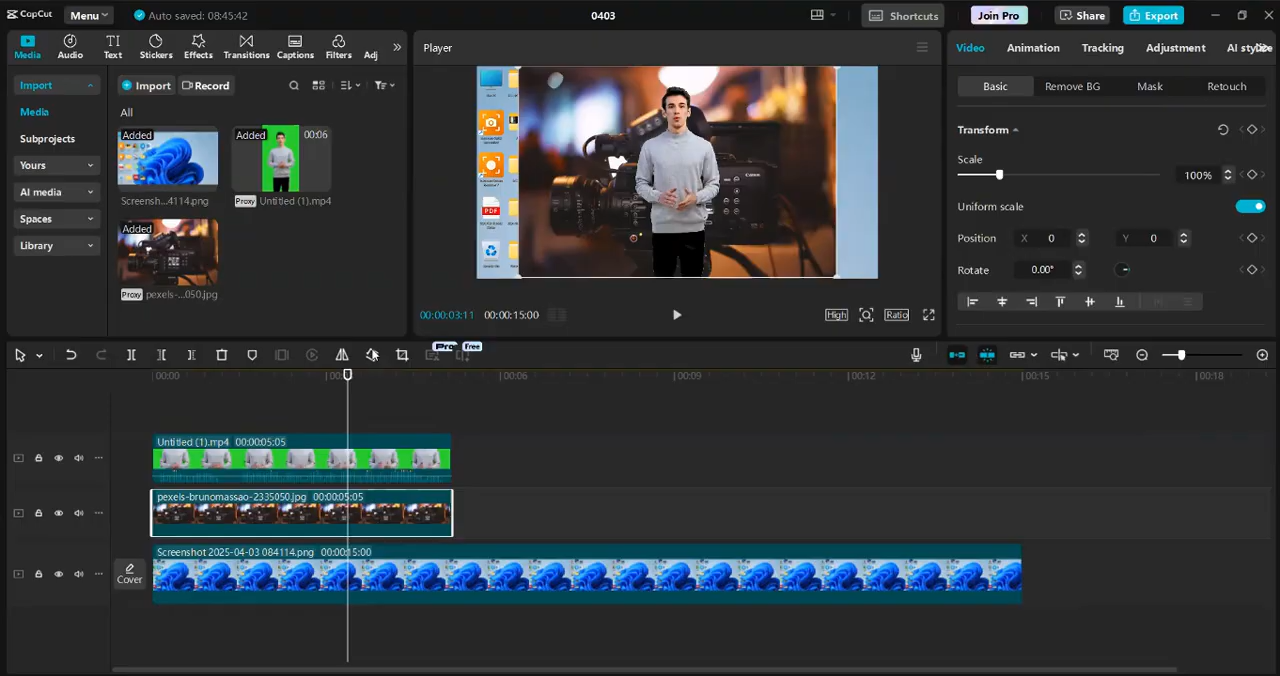 CapCut
Menu
Auto saved: 08:45:42
0403
Shortcuts
Join Pro
Share
Export
Media
Audio
Text
Stickers
Effects
Transitions
Captions
Filters
Adj
Import
Media
Subprojects
Yours
AI media
Spaces
Library
Import
Record
All
Added
Screensh...4114.png
Added
00:06
Proxy
Untitled (1).mp4
Added
Proxy
pexels-...050.jpg
Player
PDF
00:00:03:11
00:00:15:00
High
Ratio
Video
Animation
Tracking
Adjustment
Basic
Remove BG
Mask
Retouch
Transform
Scale
100%
Uniform scale
Position
X 0
Y 0
Rotate
0.00°
Pro
Free
00:00
00:06
00:09
00:12
00:15
00:18
Untitled (1).mp4 00:00:05:05
pexels-brunomassao-2335050.jpg 00:00:05:05
Cover
Screenshot 2025-04-03 084114.png 00:00:15:00